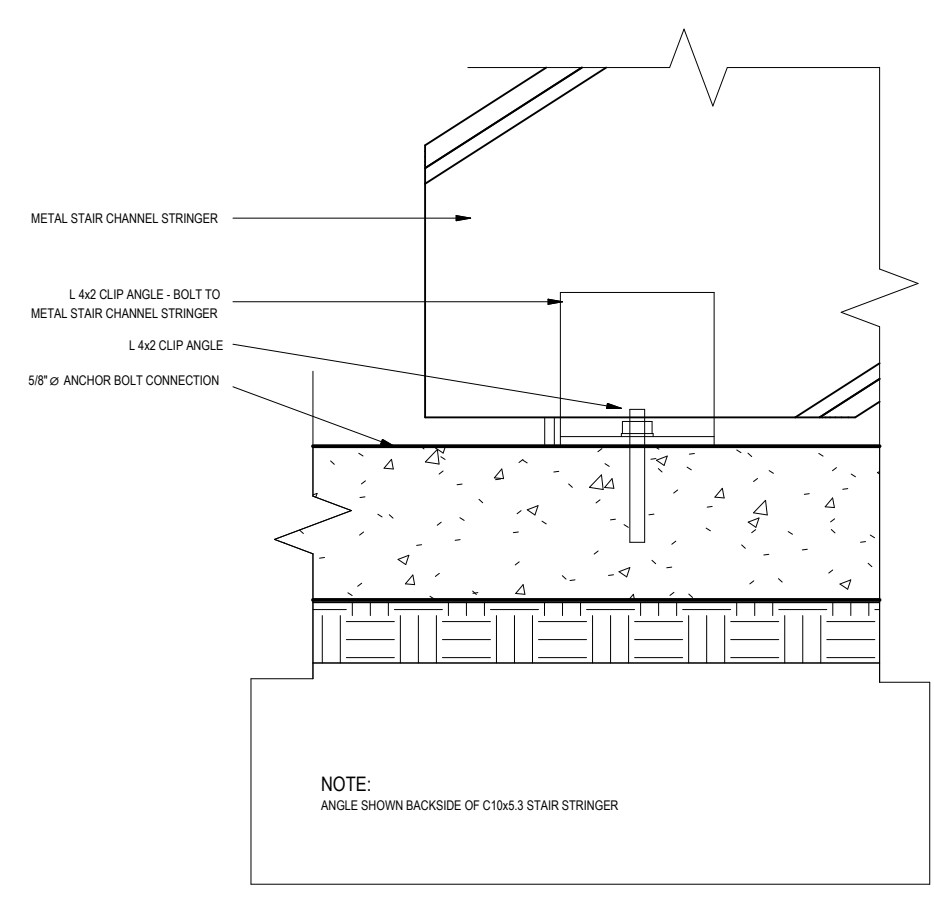 METAL STAIR CHANNEL STRINGER
L 4x2 CLIP ANGLE - BOLT TO
METAL STAIR CHANNEL STRINGER
L 4x2 CLIP ANGLE
5/8" ⌀ ANCHOR BOLT CONNECTION
NOTE:
ANGLE SHOWN BACKSIDE OF C10x5.3 STAIR STRINGER